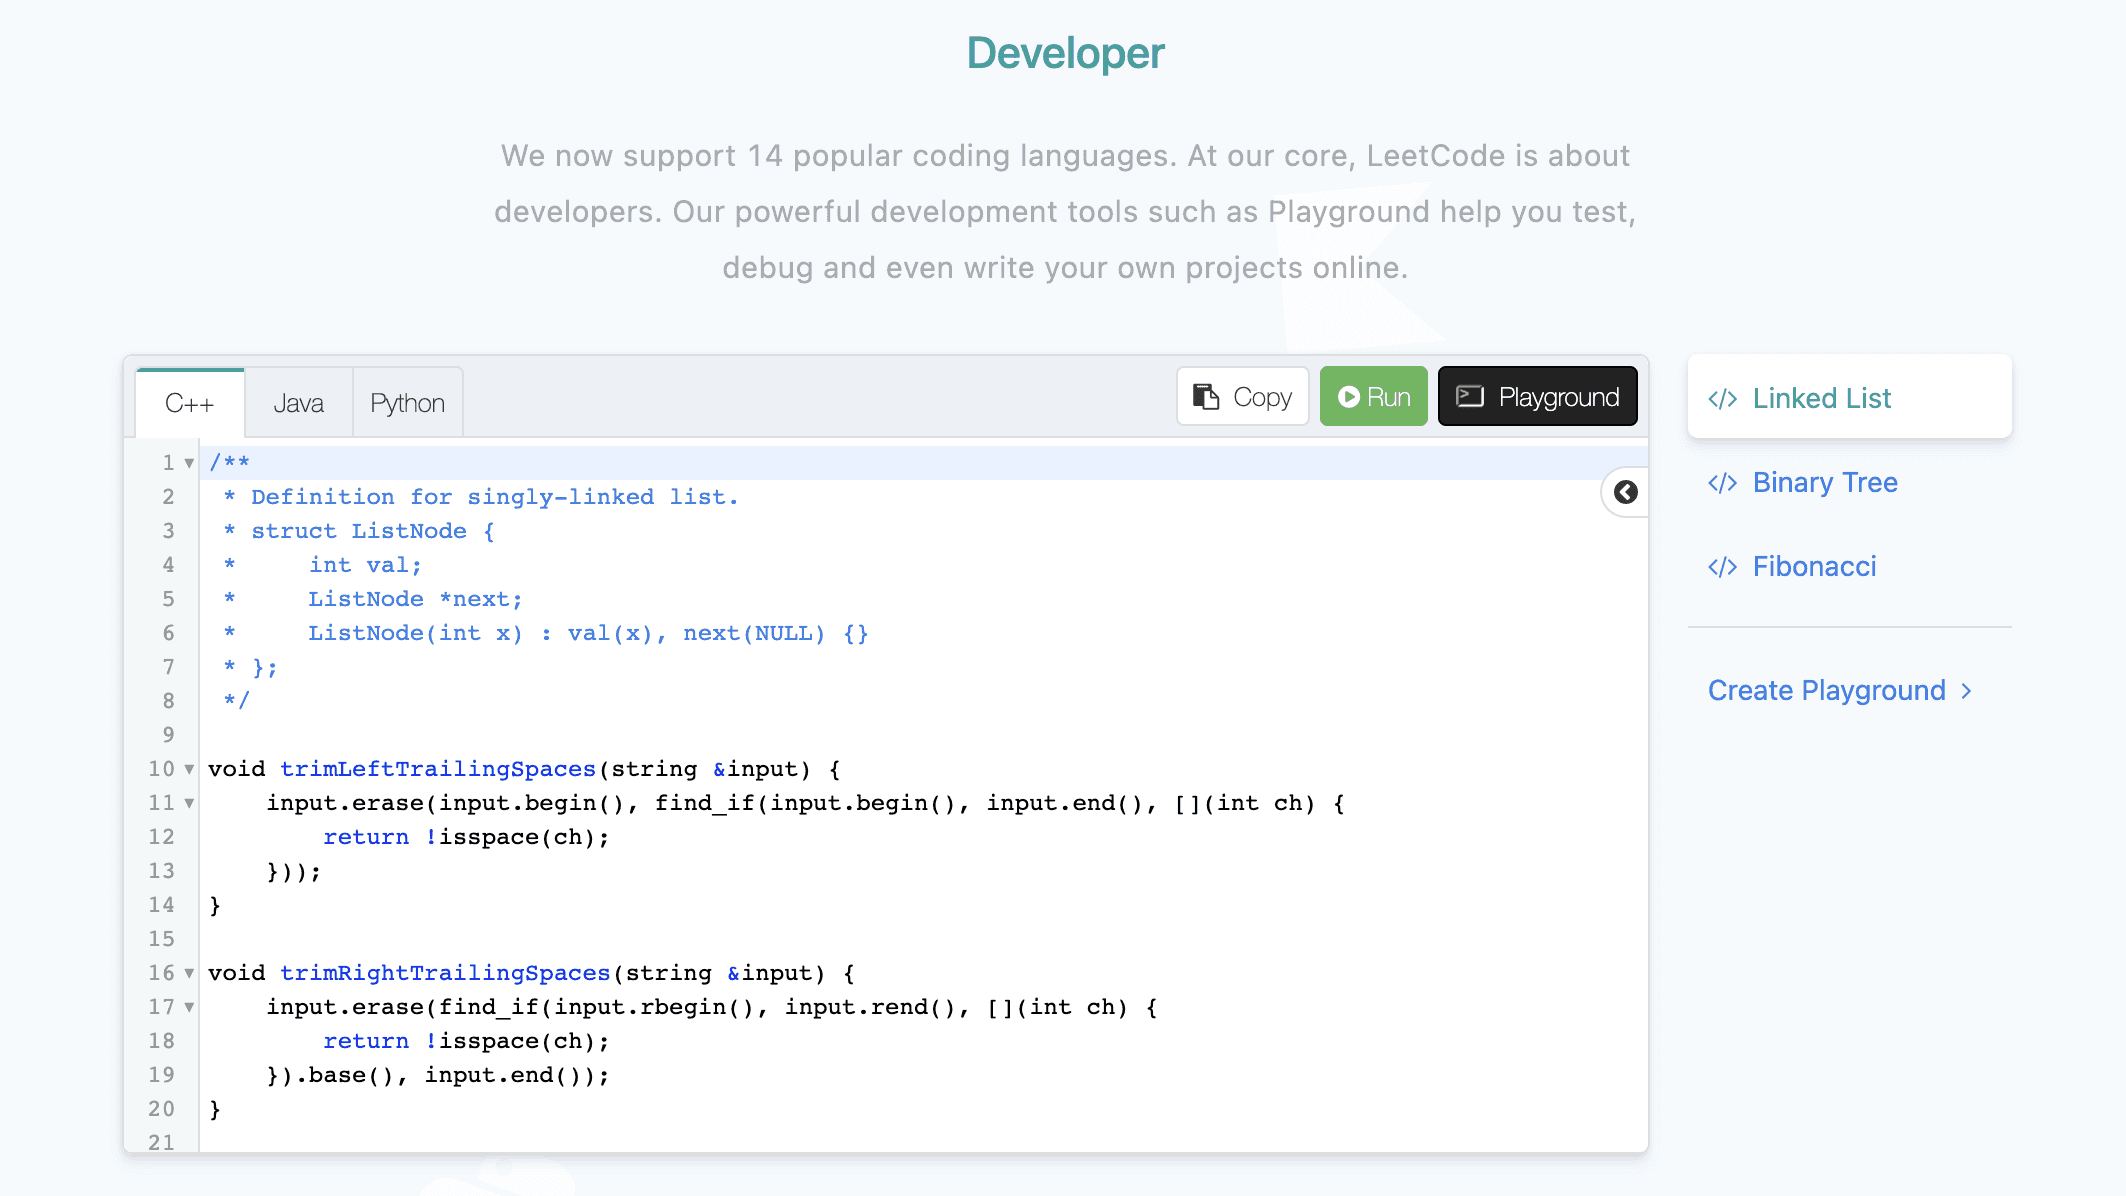 Developer
We now support 14 popular coding languages. At our core, LeetCode is about
developers. Our powerful development tools such as Playground help you test,
debug and even write your own projects online.
C++ Java Python Copy Run Playground
1 /**
2  * Definition for singly-linked list.
3  * struct ListNode {
4  *     int val;
5  *     ListNode *next;
6  *     ListNode(int x) : val(x), next(NULL) {}
7  * };
8  */
9
10 void trimLeftTrailingSpaces(string &input) {
11     input.erase(input.begin(), find_if(input.begin(), input.end(), [](int ch) {
12         return !isspace(ch);
13     }));
14 }
15
16 void trimRightTrailingSpaces(string &input) {
17     input.erase(find_if(input.rbegin(), input.rend(), [](int ch) {
18         return !isspace(ch);
19     }).base(), input.end());
20 }
21
</> Linked List
</> Binary Tree
</> Fibonacci
Create Playground >